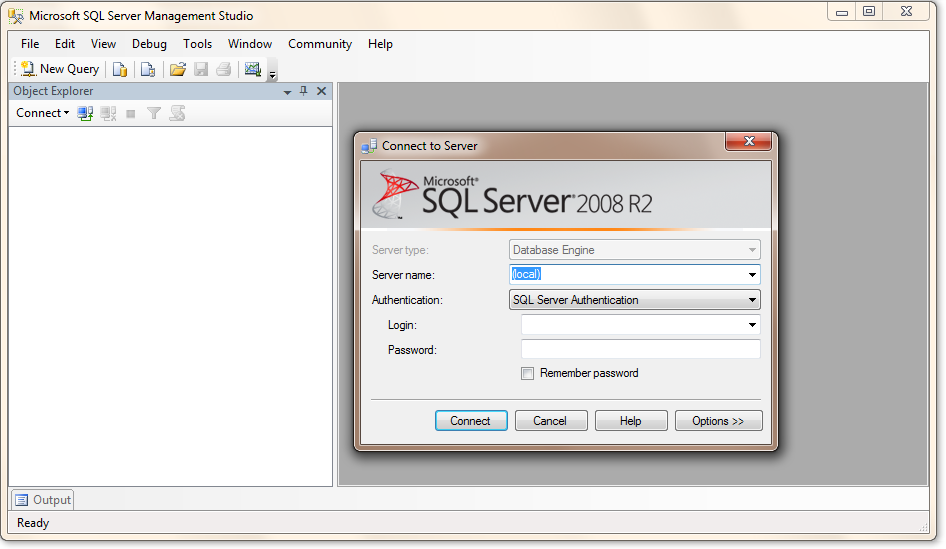 Microsoft SQL Server Management Studio
File Edit View Debug Tools Window Community Help
New Query
Object Explorer
Connect
Connect to Server
Microsoft®
SQL Server® 2008 R2
Server type: Database Engine
Server name: (local)
Authentication: SQL Server Authentication
Login:
Password:
Remember password
Connect Cancel Help Options >>
Output
Ready